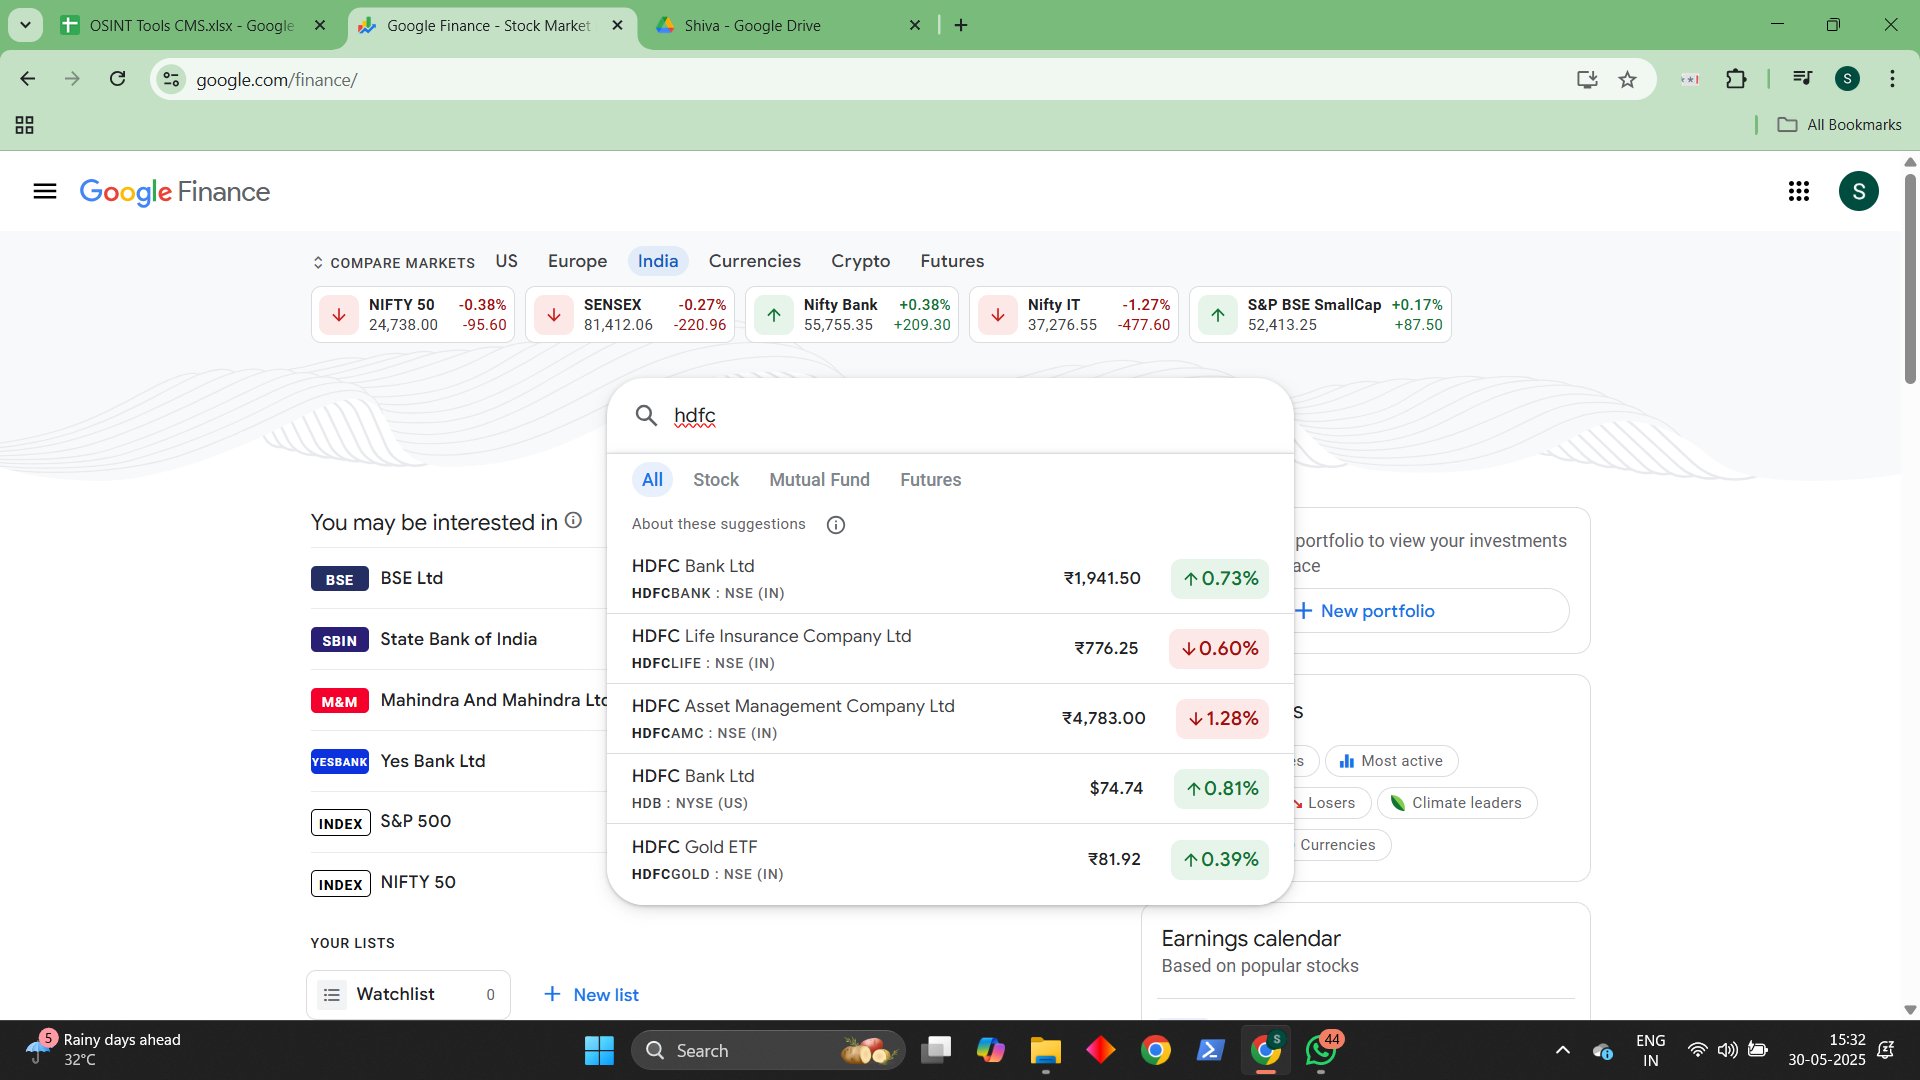 OSINT Tools CMS.xlsx - Google
Google Finance - Stock Market
Shiva - Google Drive
google.com/finance/
S
All Bookmarks
Google Finance
S
COMPARE MARKETS US Europe India Currencies Crypto Futures
NIFTY 50 -0.38%
24,738.00 -95.60
SENSEX -0.27%
81,412.06 -220.96
Nifty Bank +0.38%
55,755.35 +209.30
Nifty IT -1.27%
37,276.55 -477.60
S&P BSE SmallCap +0.17%
52,413.25 +87.50
hdfc
All Stock Mutual Fund Futures
About these suggestions
HDFC Bank Ltd
HDFCBANK : NSE (IN)
₹1,941.50 0.73%
HDFC Life Insurance Company Ltd
HDFCLIFE : NSE (IN)
₹776.25 0.60%
HDFC Asset Management Company Ltd
HDFCAMC : NSE (IN)
₹4,783.00 1.28%
HDFC Bank Ltd
HDB : NYSE (US)
$74.74 0.81%
HDFC Gold ETF
HDFCGOLD : NSE (IN)
₹81.92 0.39%
You may be interested in
BSE BSE Ltd
SBIN State Bank of India
M&M Mahindra And Mahindra Ltd
YESBANK Yes Bank Ltd
INDEX S&P 500
INDEX NIFTY 50
YOUR LISTS
Watchlist 0
New list
portfolio to view your investments
ace
New portfolio
s
es
Most active
Losers
Climate leaders
Currencies
Earnings calendar
Based on popular stocks
5
Rainy days ahead
32°C
Search
S
44
ENG
IN
15:32
30-05-2025